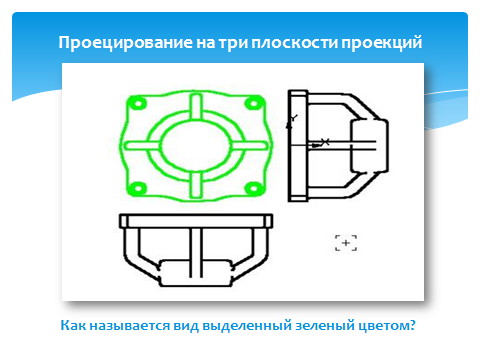 Проецирование на три плоскости проекций
Y
X
Как называется вид выделенный зеленый цветом?